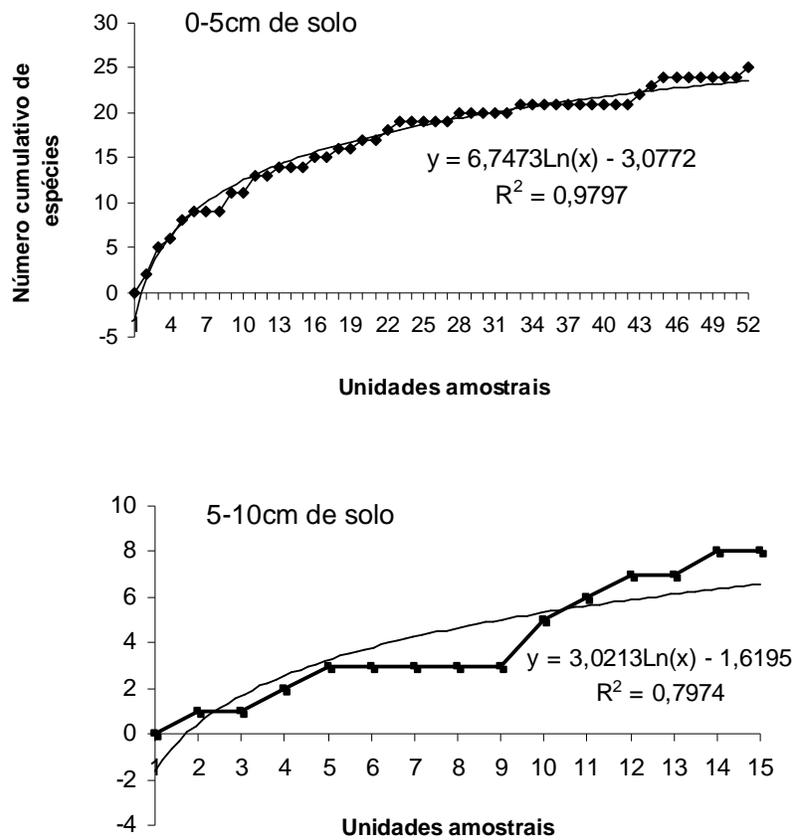 0-5cm de solo
30
25
20
15
10
5
0
-5
Número cumulativo de
espécies
y = 6,7473Ln(x) - 3,0772
R² = 0,9797
1 4 7 10 13 16 19 22 25 28 31 34 37 40 43 46 49 52
Unidades amostrais
5-10cm de solo
10
8
6
4
2
0
-2
-4
y = 3,0213Ln(x) - 1,6195
R² = 0,7974
1 2 3 4 5 6 7 8 9 10 11 12 13 14 15
Unidades amostrais